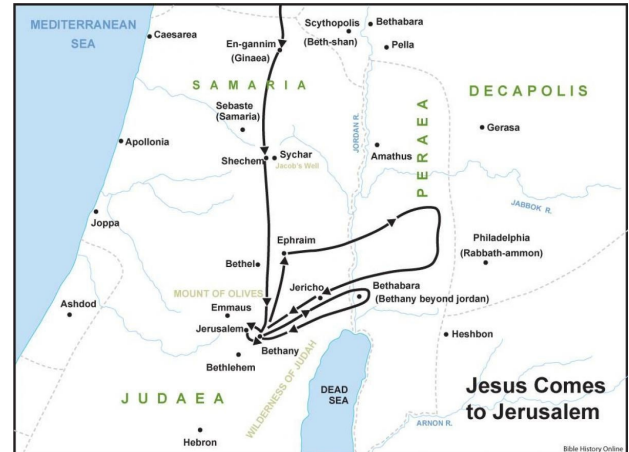 MEDITERRANEAN
SEA
Caesarea
Scythopolis
(Beth-shan)
Bethabara
Pella
En-gannim
(Ginaea)
SAMARIA
DECAPOLIS
Sebaste
(Samaria)
Apollonia
Gerasa
JORDAN R.
PERAEA
Amathus
Shechem
Sychar
Jacob's Well
JABBOK R.
Joppa
Ephraim
Philadelphia
(Rabbath-ammon)
Bethel
MOUNT OF OLIVES
Jericho
Bethabara
(Bethany beyond jordan)
Ashdod
Emmaus
Jerusalem
Bethany
Heshbon
Bethlehem
WILDERNESS OF JUDAH
DEAD
SEA
JUDAEA
Jesus Comes
to Jerusalem
ARNON R.
Hebron
Bible History Online